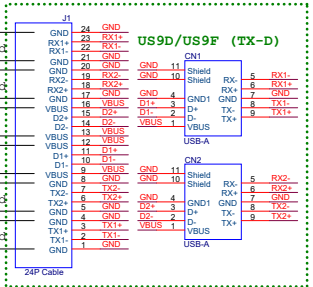 J1
GND 24 GND
RX1+ 23 RX1+
RX1- 22 RX1-
GND 21 GND
GND 20 GND
RX2- 19 RX2-
RX2+ 18 RX2+
GND 17 GND
VBUS 16 VBUS
D2+ 15 D2+
D2- 14 D2-
VBUS 13 VBUS
VBUS 12 VBUS
D1+ 11 D1+
D1- 10 D1-
VBUS 9 VBUS
GND 8 GND
TX2- 7 TX2-
TX2+ 6 TX2+
GND 5 GND
GND 4 GND
TX1+ 3 TX1+
TX1- 2 TX1-
GND 1 GND
24P Cable
US9D/US9F (TX-D)
CN1
GND 11 Shield
GND 10 Shield RX- 5 RX1-
RX+ 6 RX1+
GND 4 GND1 GND 7 GND
D1+ 3 D+ TX- 8 TX1-
D1- 2 D- TX+ 9 TX1+
VBUS 1 VBUS
USB-A
CN2
GND 11 Shield
GND 10 Shield RX- 5 RX2-
RX+ 6 RX2+
GND 4 GND1 GND 7 GND
D2+ 3 D+ TX- 8 TX2-
D2- 2 D- TX+ 9 TX2+
VBUS 1 VBUS
USB-A